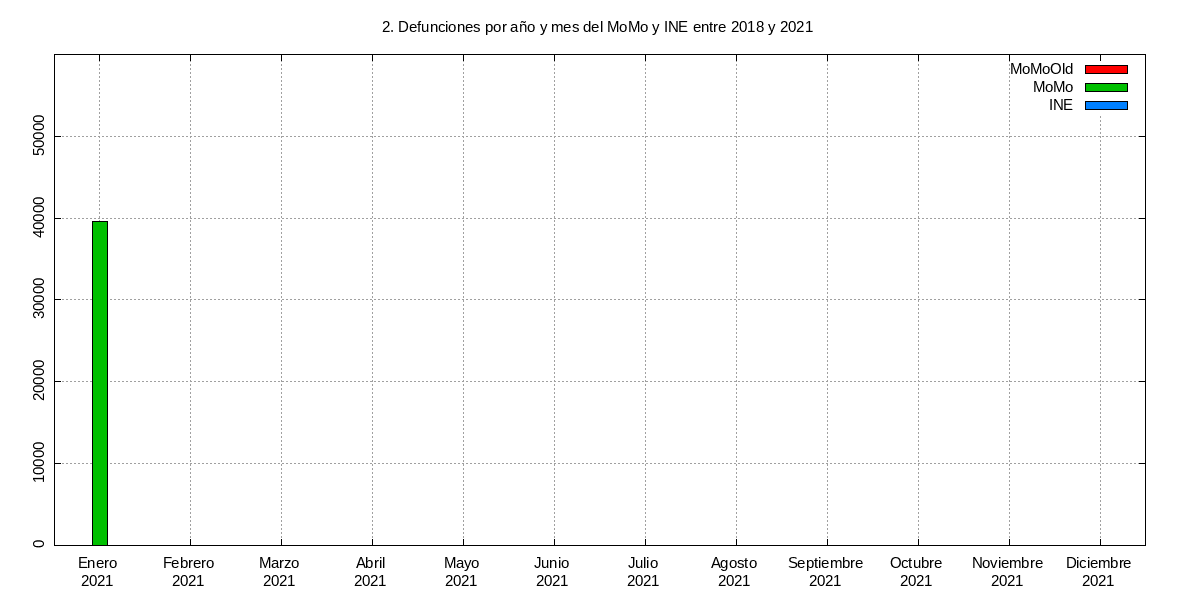 2. Defunciones por año y mes del MoMo y INE entre 2018 y 2021
MoMoOld
MoMo
INE
50000
40000
30000
20000
10000
0
Enero Febrero Marzo Abril Mayo Junio Julio Agosto Septiembre Octubre Noviembre Diciembre
2021 2021 2021 2021 2021 2021 2021 2021 2021 2021 2021 2021